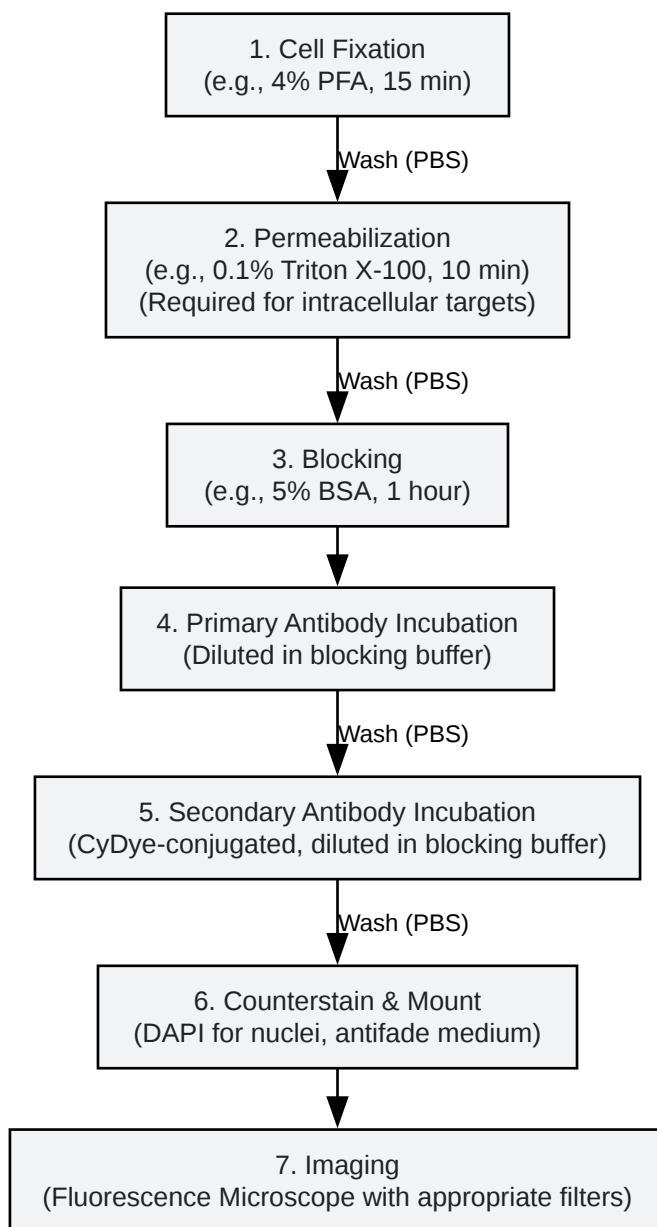 1. Cell Fixation
(e.g., 4% PFA, 15 min)
Wash (PBS)
2. Permeabilization
(e.g., 0.1% Triton X-100, 10 min)
(Required for intracellular targets)
Wash (PBS)
3. Blocking
(e.g., 5% BSA, 1 hour)
4. Primary Antibody Incubation
(Diluted in blocking buffer)
Wash (PBS)
5. Secondary Antibody Incubation
(CyDye-conjugated, diluted in blocking buffer)
Wash (PBS)
6. Counterstain & Mount
(DAPI for nuclei, antifade medium)
7. Imaging
(Fluorescence Microscope with appropriate filters)